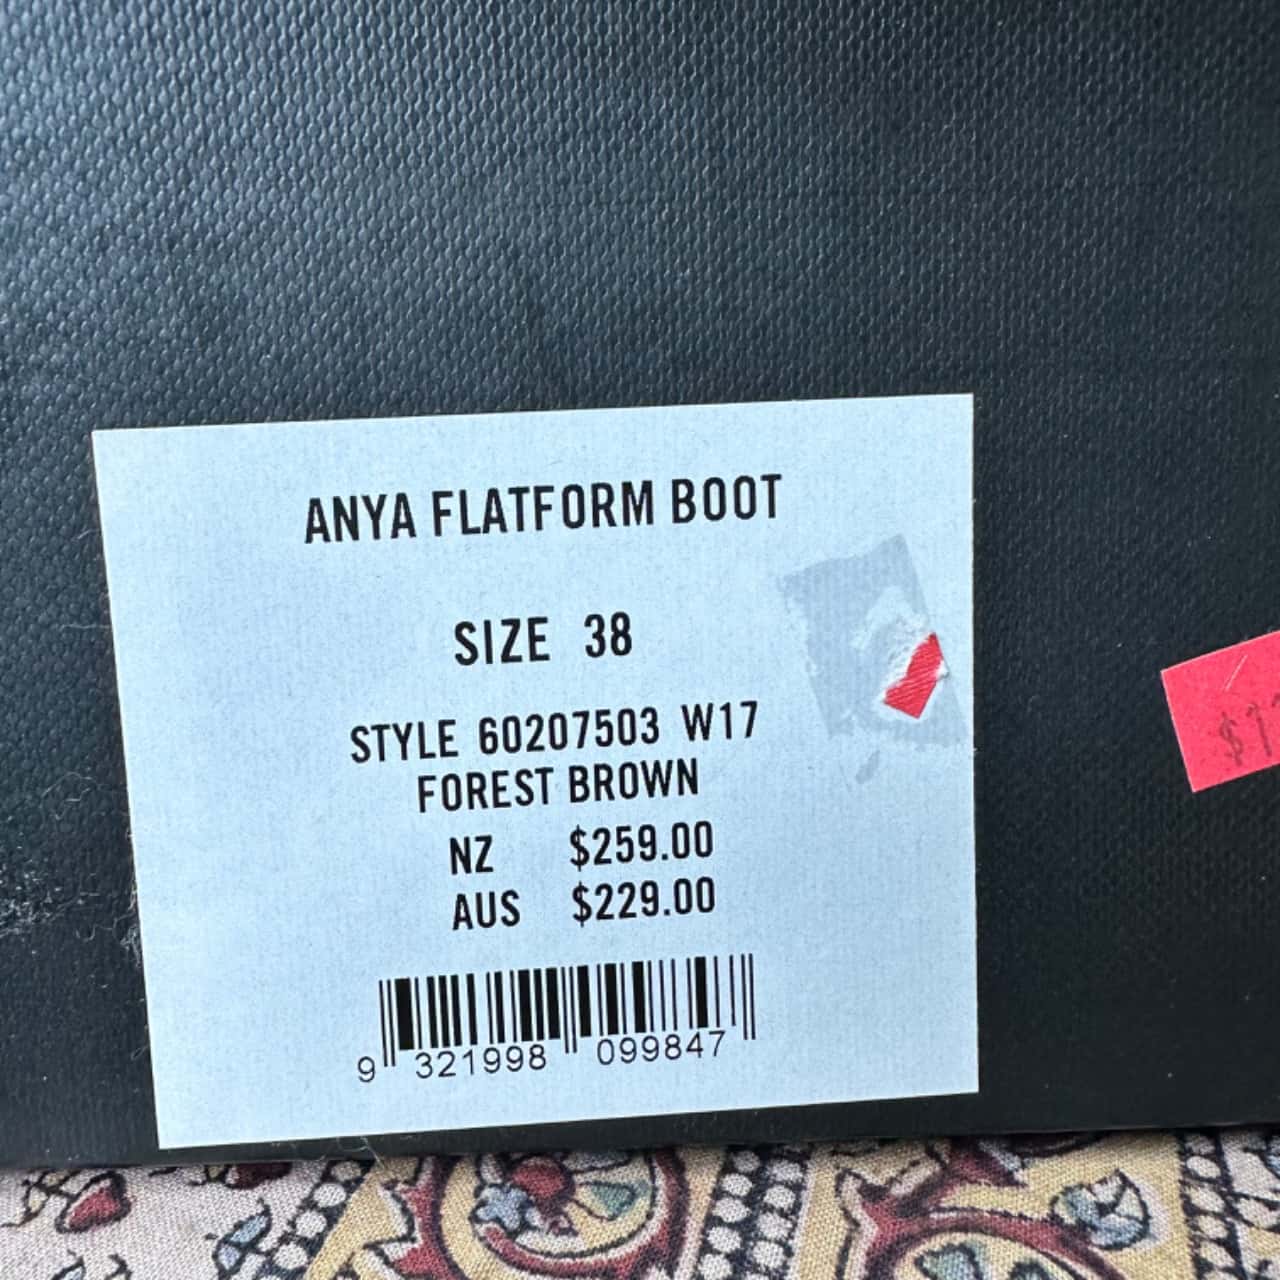 ANYA FLATFORM BOOT
SIZE 38
STYLE 60207503 W17
FOREST BROWN
NZ $259.00
AUS $229.00
9 321998 099847